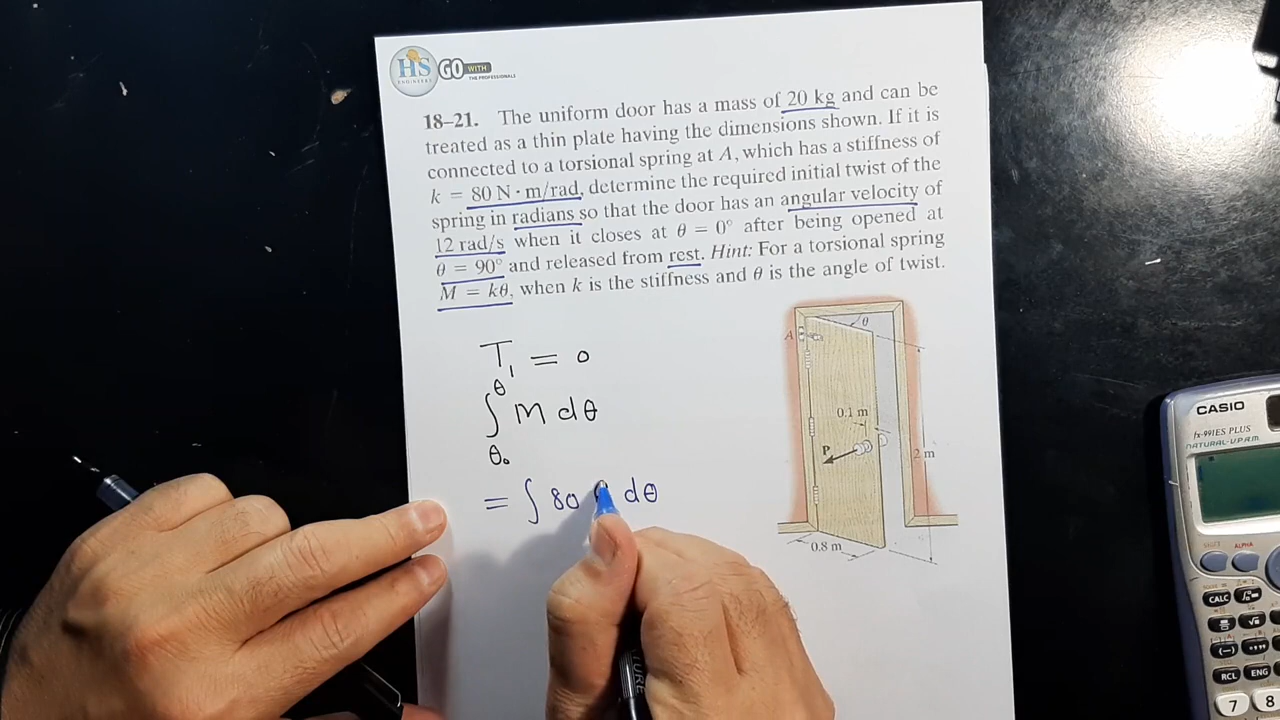 HS
ENGINEERS
GO WITH
THE PROFESSIONALS
18–21. The uniform door has a mass of 20 kg and can be
treated as a thin plate having the dimensions shown. If it is
connected to a torsional spring at A, which has a stiffness of
k = 80 N · m/rad, determine the required initial twist of the
spring in radians so that the door has an angular velocity of
12 rad/s when it closes at θ = 0° after being opened at
θ = 90° and released from rest. Hint: For a torsional spring
M = kθ, when k is the stiffness and θ is the angle of twist.
T₁ = 0
θ
∫ M dθ
θ₀
= ∫ 80 θ dθ
A
θ
0.1 m
P
2 m
0.8 m
CASIO
fx-991ES PLUS
NATURAL-V.P.A.M.
SHIFT
ALPHA
CALC
(−)
RCL
ENG
7
8